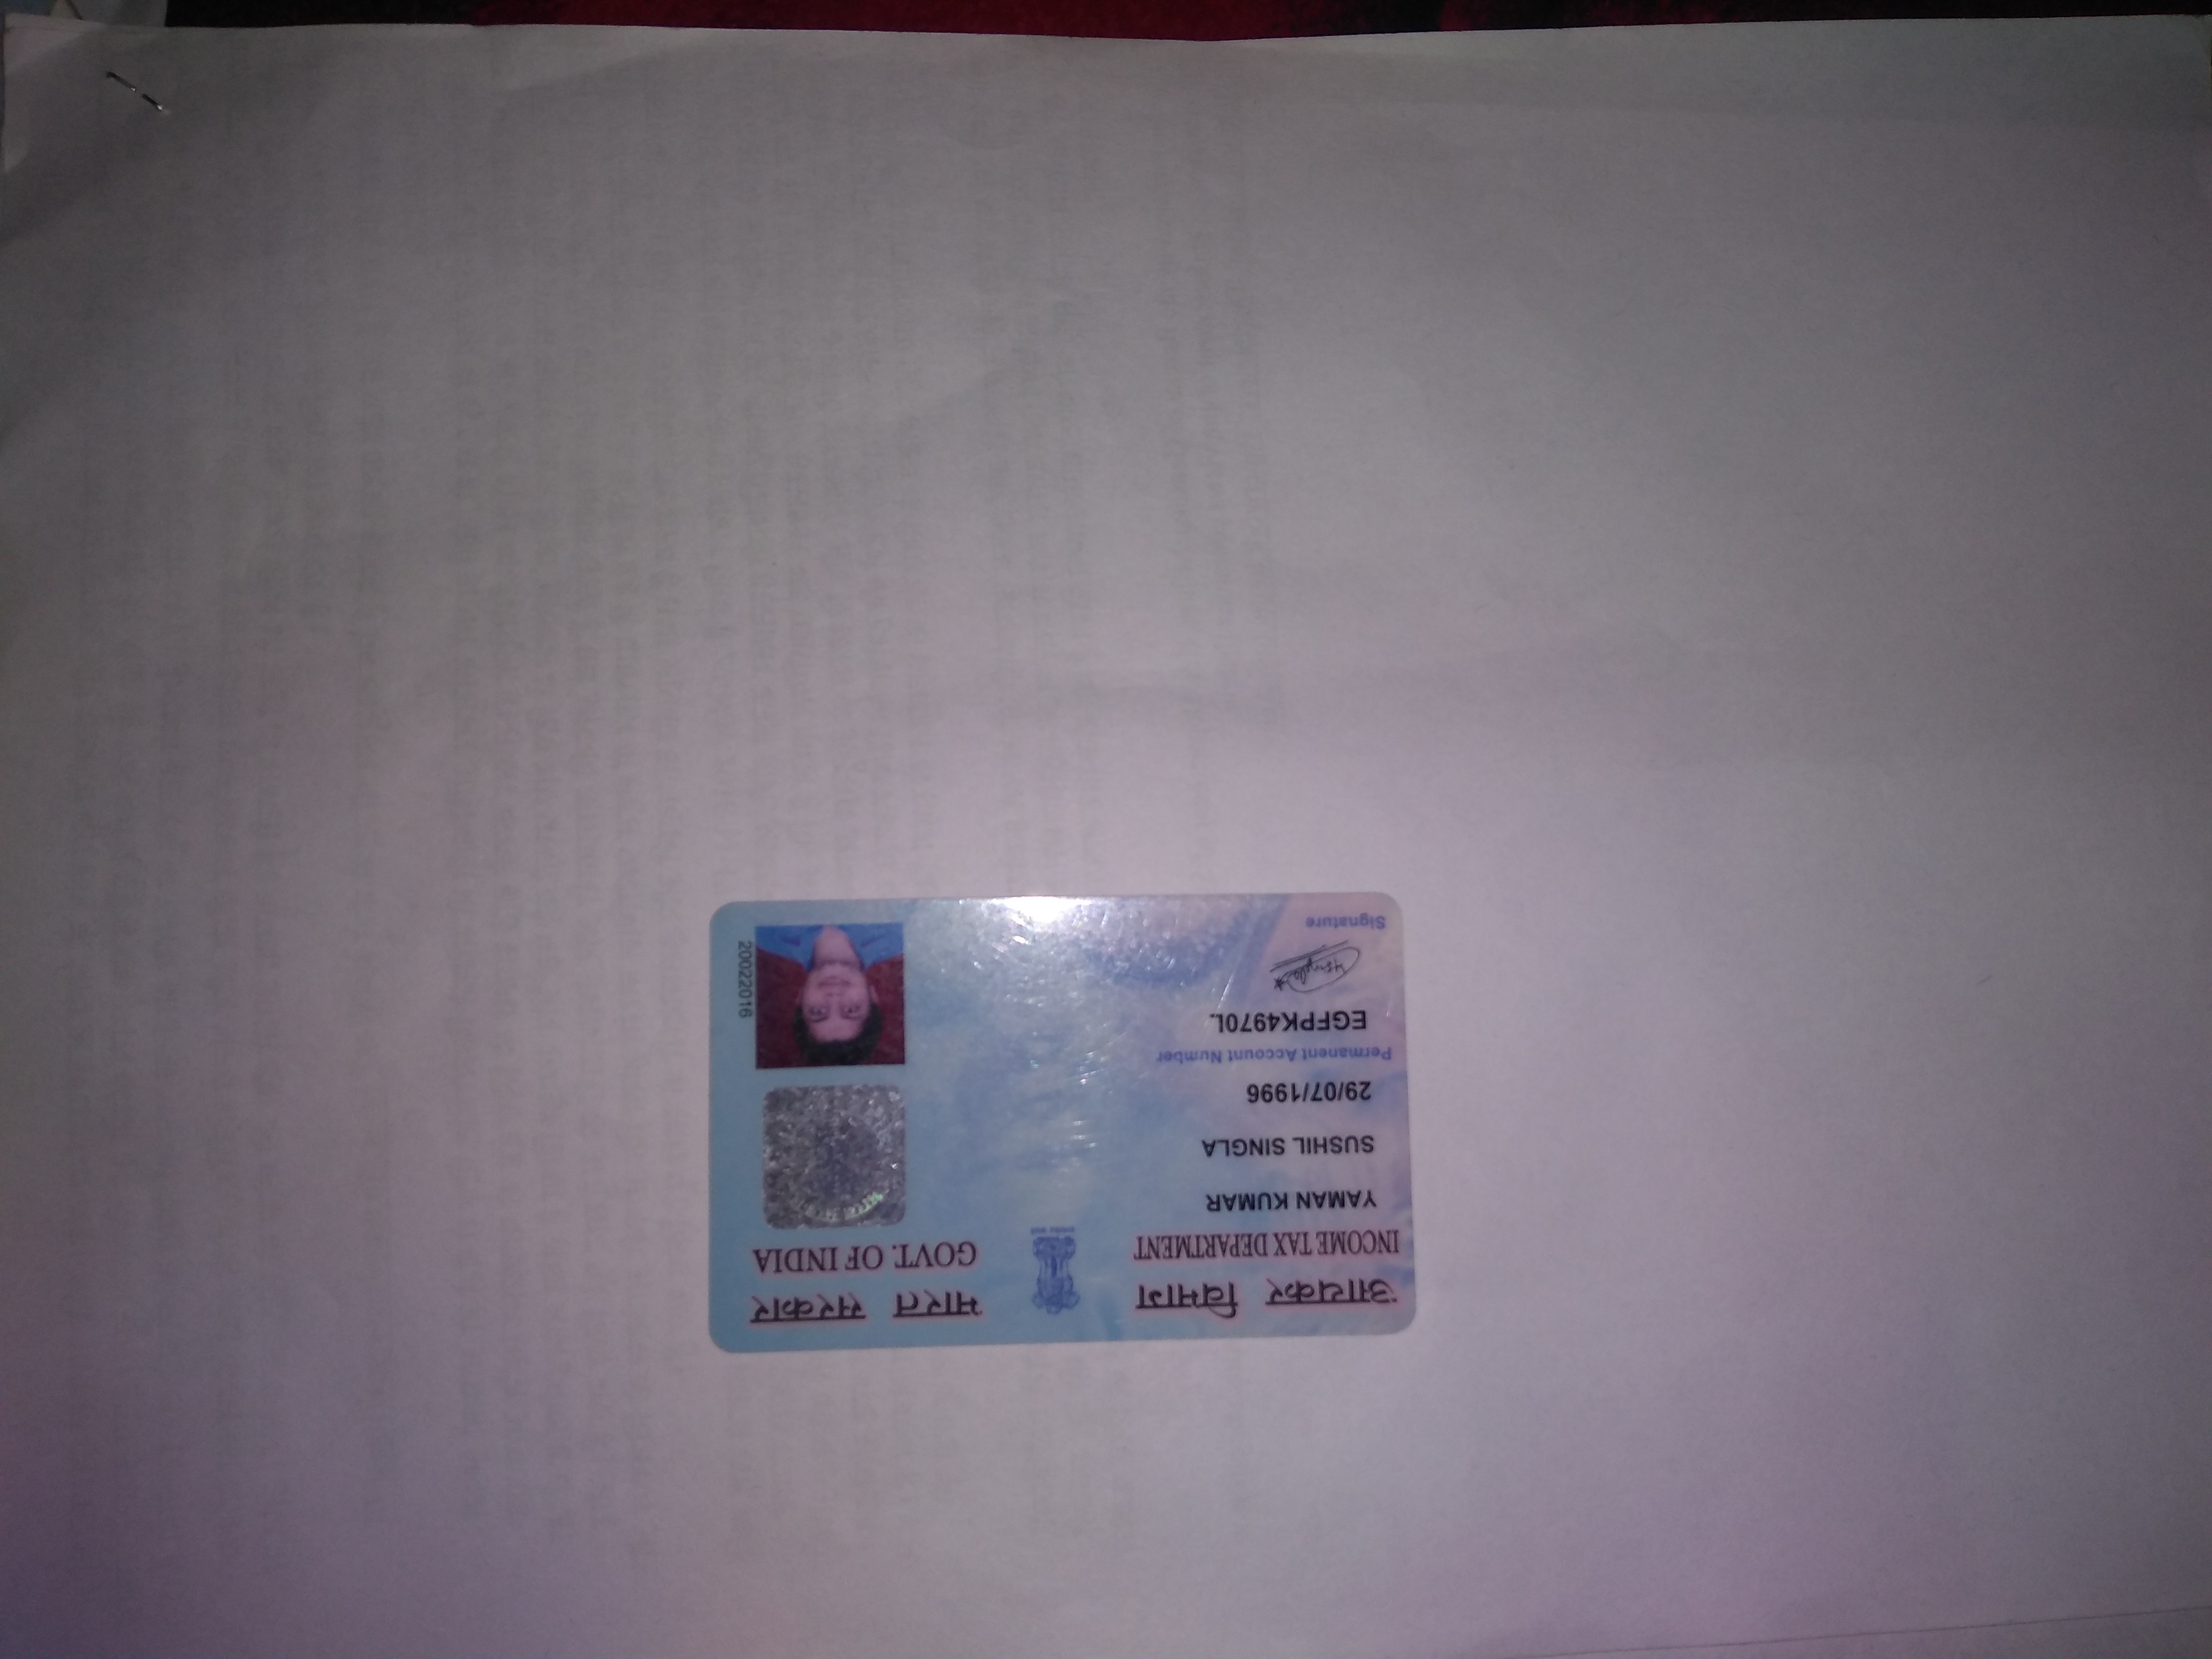 आयकर विभाग
INCOME TAX DEPARTMENT
भारत सरकार
GOVT. OF INDIA
YAMAN KUMAR
SUSHIL SINGLA
29/07/1996
Permanent Account Number
EGFPK4970L
Signature
20022016